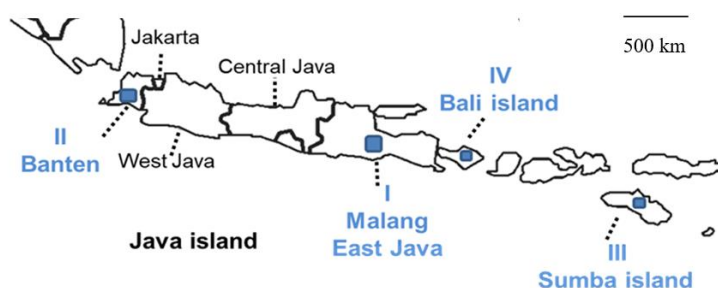 Jakarta
500 km
Central Java
IV
Bali island
II
Banten
West Java
I
Malang
East Java
Java island
III
Sumba island